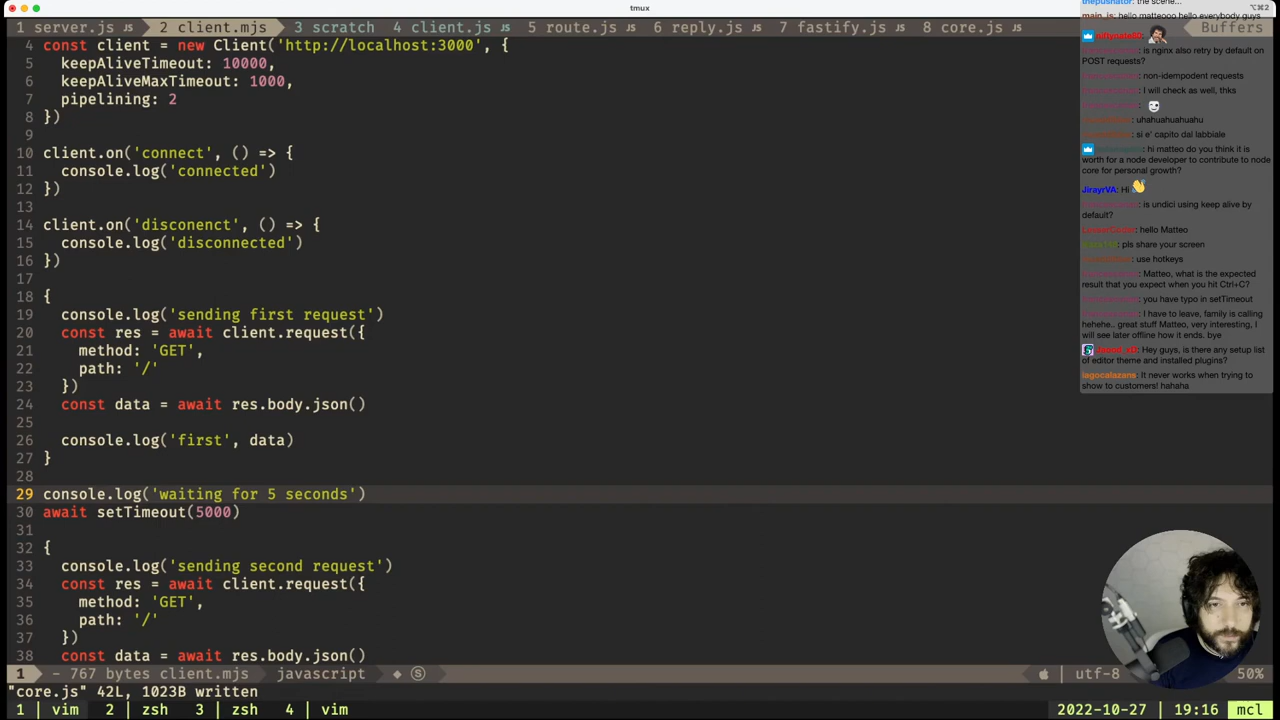 tmux
⌥⌘2
1 server.js 2 client.mjs 3 scratch 4 client.js 5 route.js 6 reply.js 7 fastify.js 8 core.js Buffers
4 const client = new Client('http://localhost:3000', {
5 keepAliveTimeout: 10000,
6 keepAliveMaxTimeout: 1000,
7 pipelining: 2
8 })
9
10 client.on('connect', () => {
11 console.log('connected')
12 })
13
14 client.on('disconenct', () => {
15 console.log('disconnected')
16 })
17
18 {
19 console.log('sending first request')
20 const res = await client.request({
21 method: 'GET',
22 path: '/'
23 })
24 const data = await res.body.json()
25
26 console.log('first', data)
27 }
28
29 console.log('waiting for 5 seconds')
30 await setTimeout(5000)
31
32 {
33 console.log('sending second request')
34 const res = await client.request({
35 method: 'GET',
36 path: '/'
37 })
38 const data = await res.body.json()
1 - 767 bytes client.mjs javascript ◆ Ⓢ utf-8 50%
"core.js" 42L, 1023B written
1 | vim 2 | zsh 3 | zsh 4 | vim 2022-10-27 19:16 mcl
thepushator: the scene...
main_js: hello matteooo hello everybody guys
: is nginx also retry by default on
POST requests?
: non-idempodent requests
: I will check as well, thks
: uhahuahuahuahu
: si e' capito dal labbiale
: hi matteo do you think it is
worth for a node developer to contribute to node
core for personal growth?
JirayrVA: Hi
: is undici using keep alive by
default?
: hello Matteo
: pls share your screen
: use hotkeys
: Matteo, what is the expected
result that you expect when you hit Ctrl+C?
: you have typo in setTimeout
: I have to leave, family is calling
hehehe.. great stuff Matteo, very interesting, I
will see later offline how it ends. bye
: Hey guys, is there any setup list
of editor theme and installed plugins?
iagocalazans: It never works when trying to
show to customers! hahaha